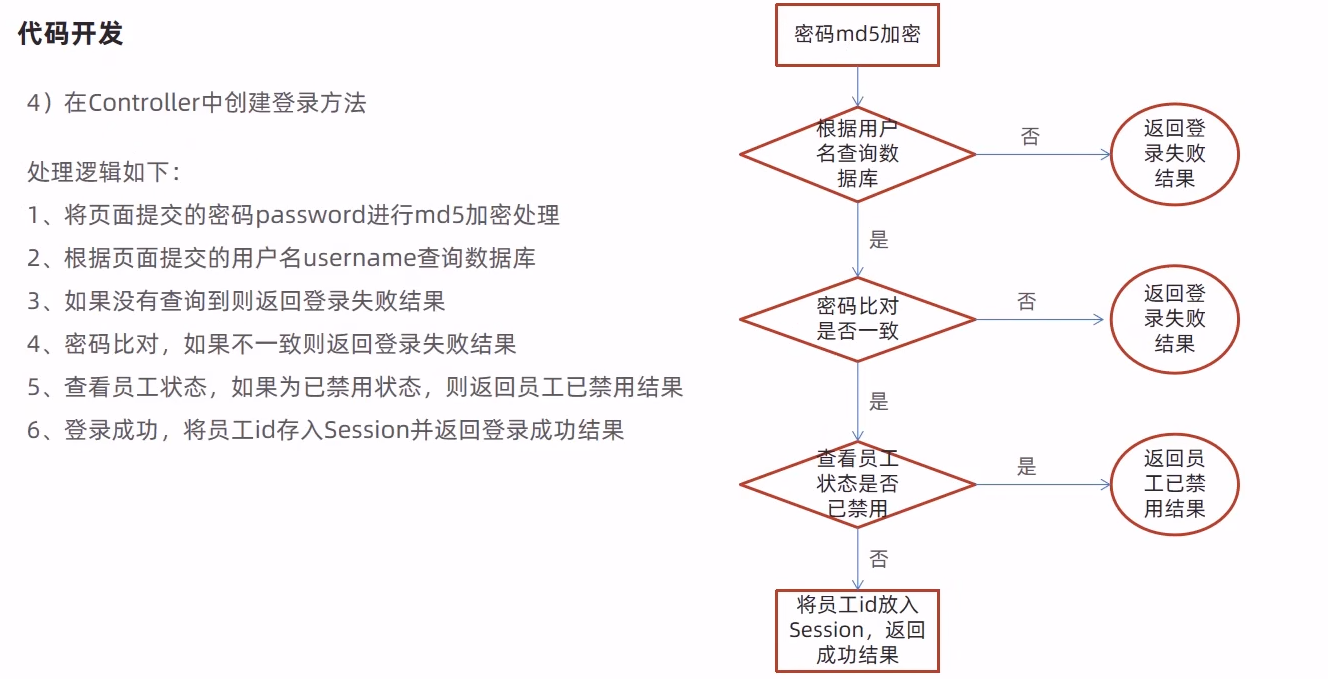 代码开发
4）在Controller中创建登录方法
处理逻辑如下：
1、将页面提交的密码password进行md5加密处理
2、根据页面提交的用户名username查询数据库
3、如果没有查询到则返回登录失败结果
4、密码比对，如果不一致则返回登录失败结果
5、查看员工状态，如果为已禁用状态，则返回员工已禁用结果
6、登录成功，将员工id存入Session并返回登录成功结果
密码md5加密
根据用户
名查询数
据库
否
返回登
录失败
结果
是
密码比对
是否一致
否
返回登
录失败
结果
是
查看员工
状态是否
已禁用
是
返回员
工已禁
用结果
否
将员工id放入
Session，返回
成功结果